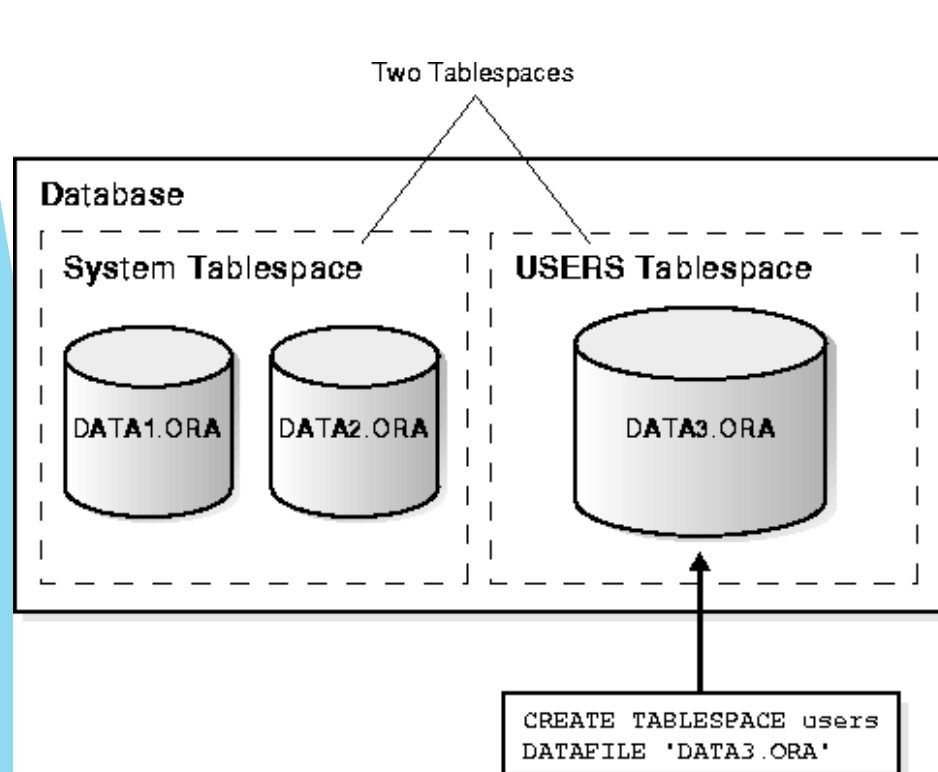 Two Tablespaces
Database
System Tablespace
USERS Tablespace
DATA1.ORA
DATA2.ORA
DATA3.ORA
CREATE TABLESPACE users
DATAFILE 'DATA3.ORA'